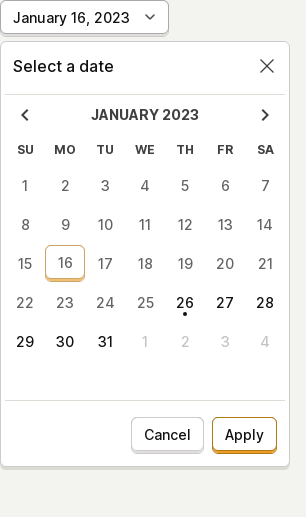 January 16, 2023
Select a date
JANUARY 2023
SU MO TU WE TH FR SA
1 2 3 4 5 6 7
8 9 10 11 12 13 14
15 16 17 18 19 20 21
22 23 24 25 26 27 28
29 30 31 1 2 3 4
Cancel Apply